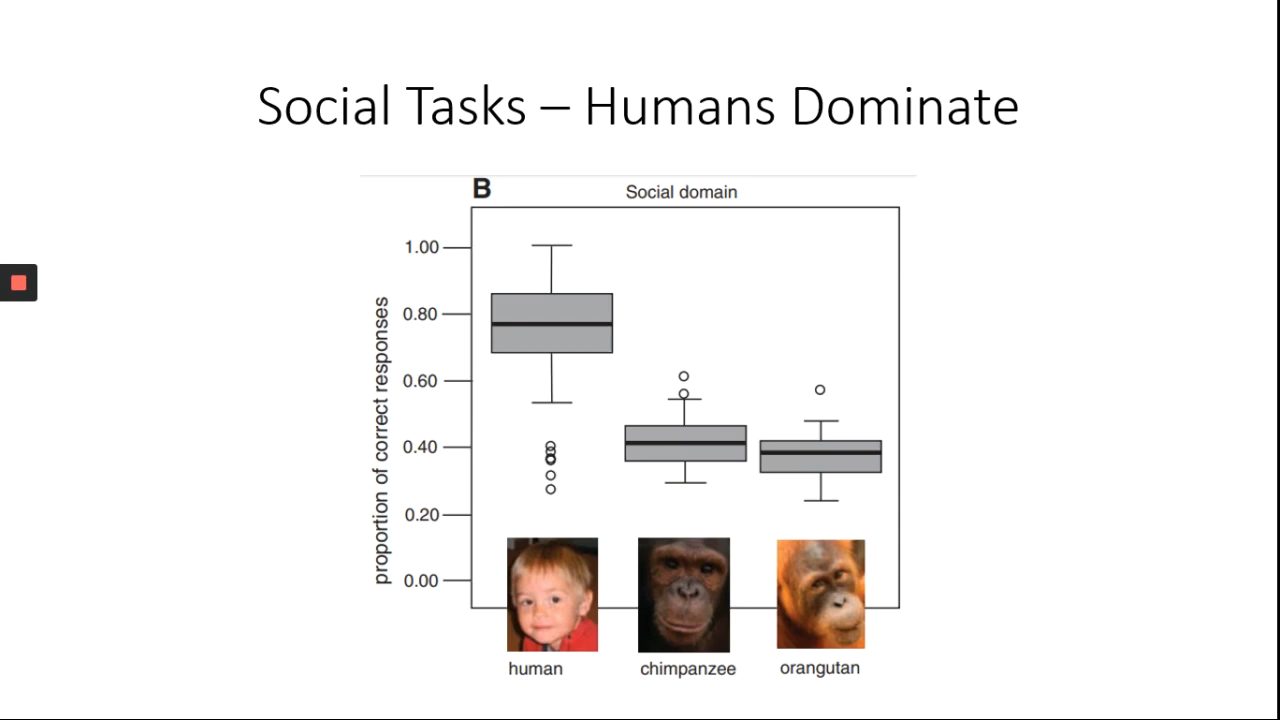 Social Tasks – Humans Dominate
B
Social domain
proportion of correct responses
1.00
0.80
0.60
0.40
0.20
0.00
human
chimpanzee
orangutan